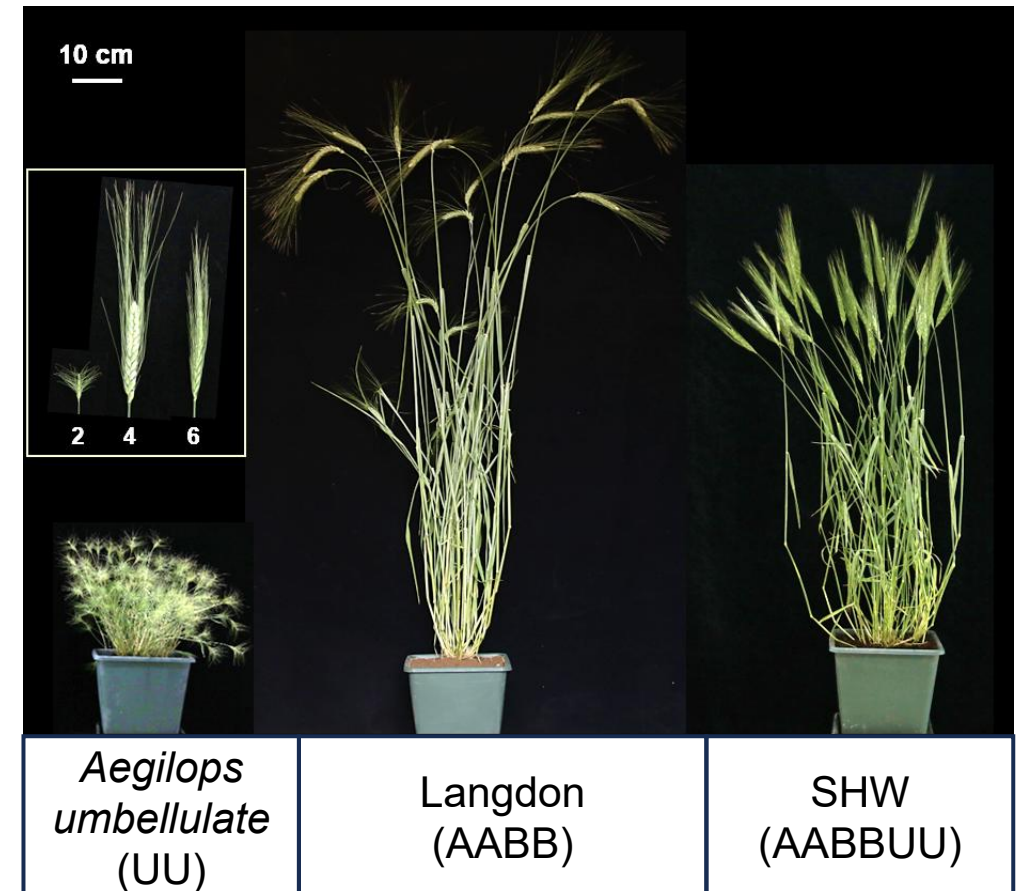 10 cm
2 4 6
Aegilops
umbellulate
(UU)
Langdon
(AABB)
SHW
(AABBUU)